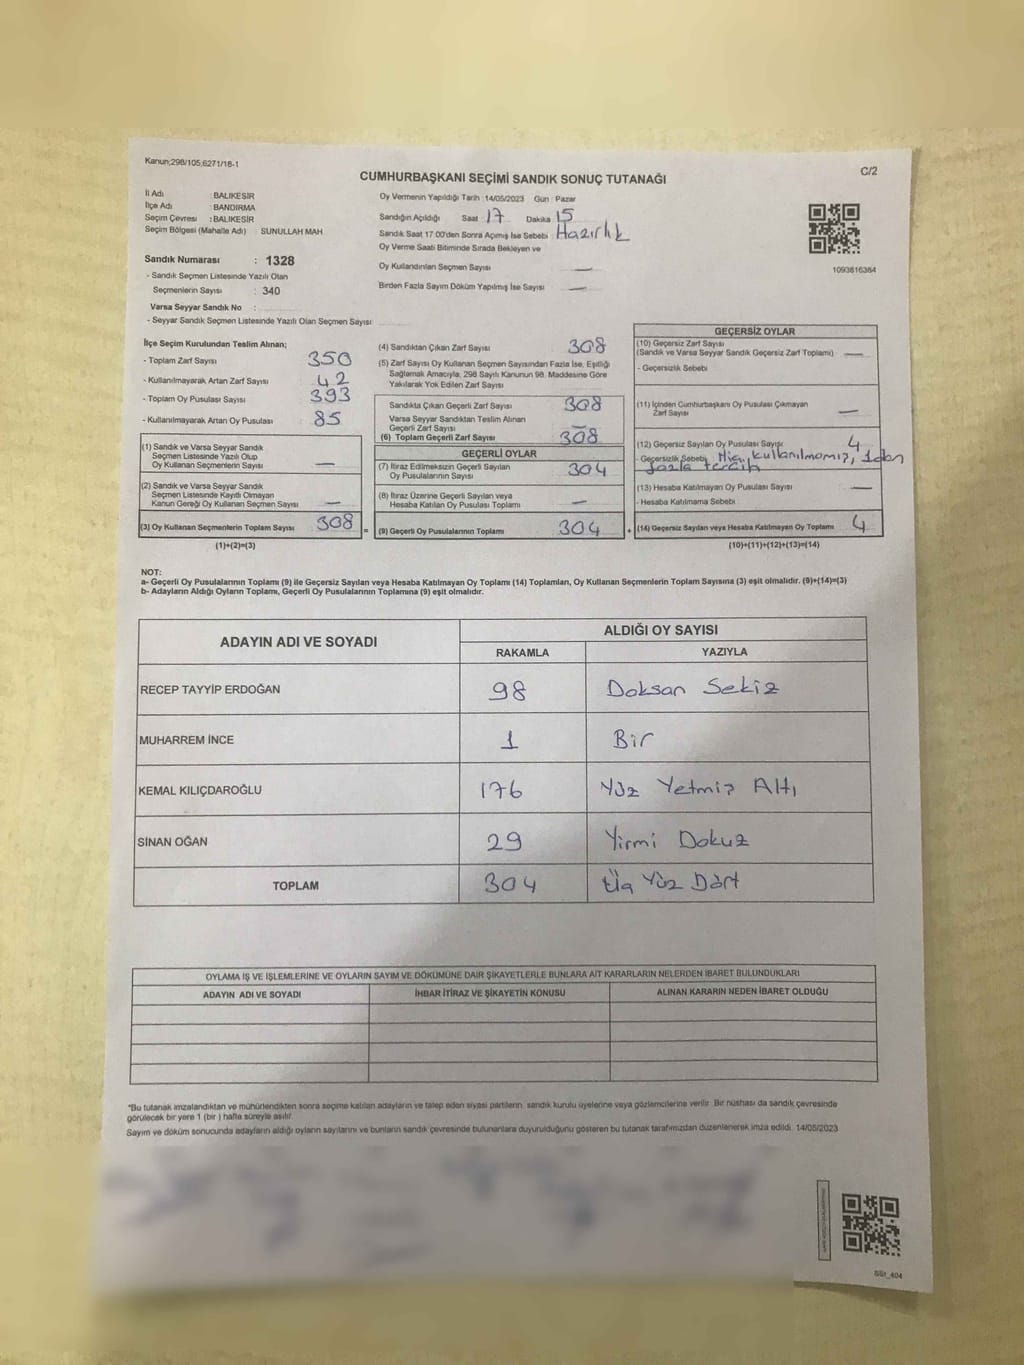 Kanun;298/105;6271/18-1
C/2
CUMHURBAŞKANI SEÇİMİ SANDIK SONUÇ TUTANAĞI
İl Adı : BALIKESİR
İlçe Adı : BANDIRMA
Seçim Çevresi : BALIKESİR
Seçim Bölgesi (Mahalle Adı) SUNULLAH MAH
Sandık Numarası : 1328
- Sandık Seçmen Listesinde Yazılı Olan
Seçmenlerin Sayısı : 340
Varsa Seyyar Sandık No :
- Seyyar Sandık Seçmen Listesinde Yazılı Olan Seçmen Sayısı:
Oy Vermenin Yapıldığı Tarih :14/05/2023 Gün : Pazar
Sandığın Açıldığı Saat 17 Dakika 15
Sandık Saat 17:00'den Sonra Açımış İse Sebebi Hazırlık
Oy Verme Saati Bitiminde Sırada Bekleyen ve
Oy Kullandırılan Seçmen Sayısı —
Birden Fazla Sayım Döküm Yapılmış İse Sayısı —
1093816384
İlçe Seçim Kurulundan Teslim Alınan;
- Toplam Zarf Sayısı 350
- Kullanılmayarak Artan Zarf Sayısı 42
- Toplam Oy Pusulası Sayısı 393
- Kullanılmayarak Artan Oy Pusulası 85
(1) Sandık ve Varsa Seyyar Sandık
Seçmen Listesinde Yazılı Olup
Oy Kullanan Seçmenlerin Sayısı —
(2) Sandık ve Varsa Seyyar Sandık
Seçmen Listesinde Kayıtlı Olmayan
Kanun Gereği Oy Kullanan Seçmen Sayısı —
(3) Oy Kullanan Seçmenlerin Toplam Sayısı 308 =
(1)+(2)=(3)
(4) Sandıktan Çıkan Zarf Sayısı 308
(5) Zarf Sayısı Oy Kullanan Seçmen Sayısından Fazla İse, Eşitliği
Sağlamak Amacıyla, 298 Sayılı Kanunun 98. Maddesine Göre
Yakılarak Yok Edilen Zarf Sayısı
Sandıkta Çıkan Geçerli Zarf Sayısı 308
Varsa Seyyar Sandıktan Teslim Alınan
Geçerli Zarf Sayısı —
(6) Toplam Geçerli Zarf Sayısı 308
GEÇERLİ OYLAR
(7) İtiraz Edilmeksizin Geçerli Sayılan
Oy Pusulalarının Sayısı 304
(8) İtiraz Üzerine Geçerli Sayılan veya
Hesaba Katılan Oy Pusulası Toplamı —
(9) Geçerli Oy Pusulalarının Toplamı 304 +
GEÇERSİZ OYLAR
(10) Geçersiz Zarf Sayısı
(Sandık ve Varsa Seyyar Sandık Geçersiz Zarf Toplamı) —
- Geçersizlik Sebebi
(11) İçinden Cumhurbaşkanı Oy Pusulası Çıkmayan
Zarf Sayısı —
(12) Geçersiz Sayılan Oy Pusulası Sayısı 4
- Geçersizlik Sebebi Hiç kullanılmamış, 1den
fazla tercih
(13) Hesaba Katılmayan Oy Pusulası Sayısı —
- Hesaba Katılmama Sebebi
(14) Geçersiz Sayılan veya Hesaba Katılmayan Oy Toplamı 4
(10)+(11)+(12)+(13)=(14)
NOT:
a- Geçerli Oy Pusulalarının Toplamı (9) ile Geçersiz Sayılan veya Hesaba Katılmayan Oy Toplamı (14) Toplamları, Oy Kullanan Seçmenlerin Toplam Sayısına (3) eşit olmalıdır. (9)+(14)=(3)
b- Adayların Aldığı Oyların Toplamı, Geçerli Oy Pusulalarının Toplamına (9) eşit olmalıdır.
ADAYIN ADI VE SOYADI
ALDIĞI OY SAYISI
RAKAMLA YAZIYLA
RECEP TAYYİP ERDOĞAN 98 Doksan Sekiz
MUHARREM İNCE 1 Bir
KEMAL KILIÇDAROĞLU 176 Yüz Yetmiş Altı
SİNAN OĞAN 29 Yirmi Dokuz
TOPLAM 304 Üç Yüz Dört
OYLAMA İŞ VE İŞLEMLERİNE VE OYLARIN SAYIM VE DÖKÜMÜNE DAİR ŞİKAYETLERLE BUNLARA AİT KARARLARIN NELERDEN İBARET BULUNDUKLARI
ADAYIN ADI VE SOYADI İHBAR İTİRAZ VE ŞİKAYETİN KONUSU ALINAN KARARIN NEDEN İBARET OLDUĞU
*Bu tutanak imzalandıktan ve mühürlendikten sonra seçime katılan adayların ve talep eden siyasi partilerin, sandık kurulu üyelerine veya gözlemcilerine verilir. Bir nüshası da sandık çevresinde
görülecek bir yere 1 (bir ) hafta süreyle asılır.
Sayım ve döküm sonucunda adayların aldığı oyların sayılarını ve bunların sandık çevresinde bulunanlara duyurulduğunu gösteren bu tutanak tarafımızdan düzenlenerek imza edildi. 14/05/2023
SSt_404